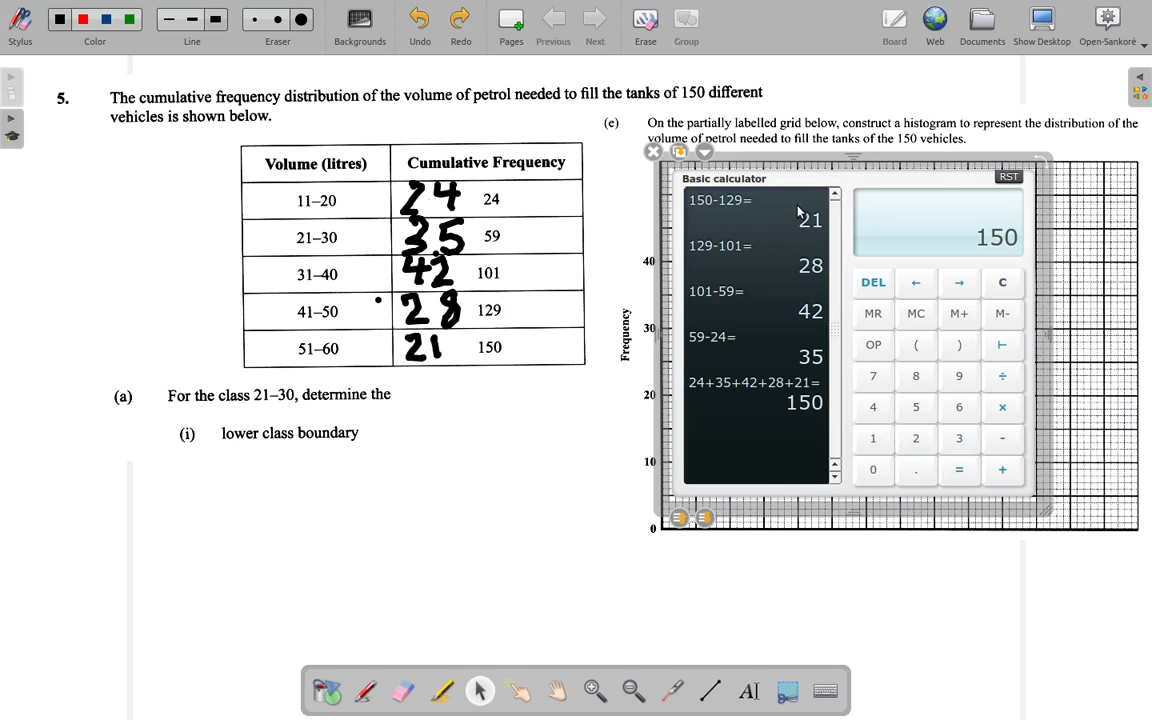 Stylus Color Line Eraser Backgrounds Undo Redo Pages Previous Next Erase Group Board Web Documents Show Desktop Open-Sankoré
5. The cumulative frequency distribution of the volume of petrol needed to fill the tanks of 150 different
vehicles is shown below.
Volume (litres) Cumulative Frequency
11–20 24 24
21–30 35 59
31–40 42 101
41–50 28 129
51–60 21 150
(a) For the class 21–30, determine the
(i) lower class boundary
(e) On the partially labelled grid below, construct a histogram to represent the distribution of the
volume of petrol needed to fill the tanks of the 150 vehicles.
Frequency
40
30
20
10
0
Basic calculator RST
150-129=
21
129-101=
28
101-59=
42
59-24=
35
24+35+42+28+21=
150
150
DEL ← → C
MR MC M+ M-
OP ( ) ⊢
7 8 9 ÷
4 5 6 ×
1 2 3 -
0 . = +
AI